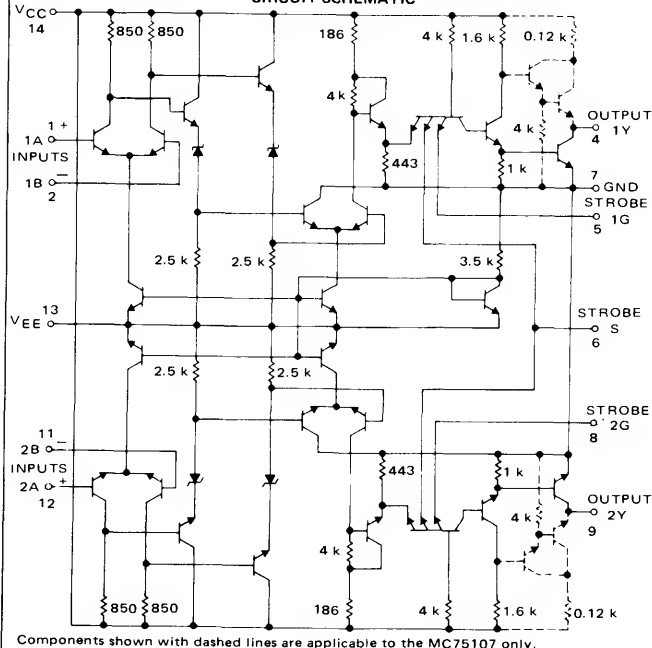 CIRCUIT SCHEMATIC
VCC
14
850
850
186
4 k
1.6 k
0.12 k
4 k
1 +
1A
INPUTS
1B −
2
443
4 k
1 k
OUTPUT
1Y
4
7
GND
STROBE
1G
5
2.5 k
2.5 k
3.5 k
13
VEE
STROBE
S
6
2.5 k
2.5 k
STROBE
2G
8
11
2B −
INPUTS
2A +
12
443
1 k
4 k
OUTPUT
2Y
9
4 k
850
850
186
4 k
1.6 k
0.12 k
Components shown with dashed lines are applicable to the MC75107 only.